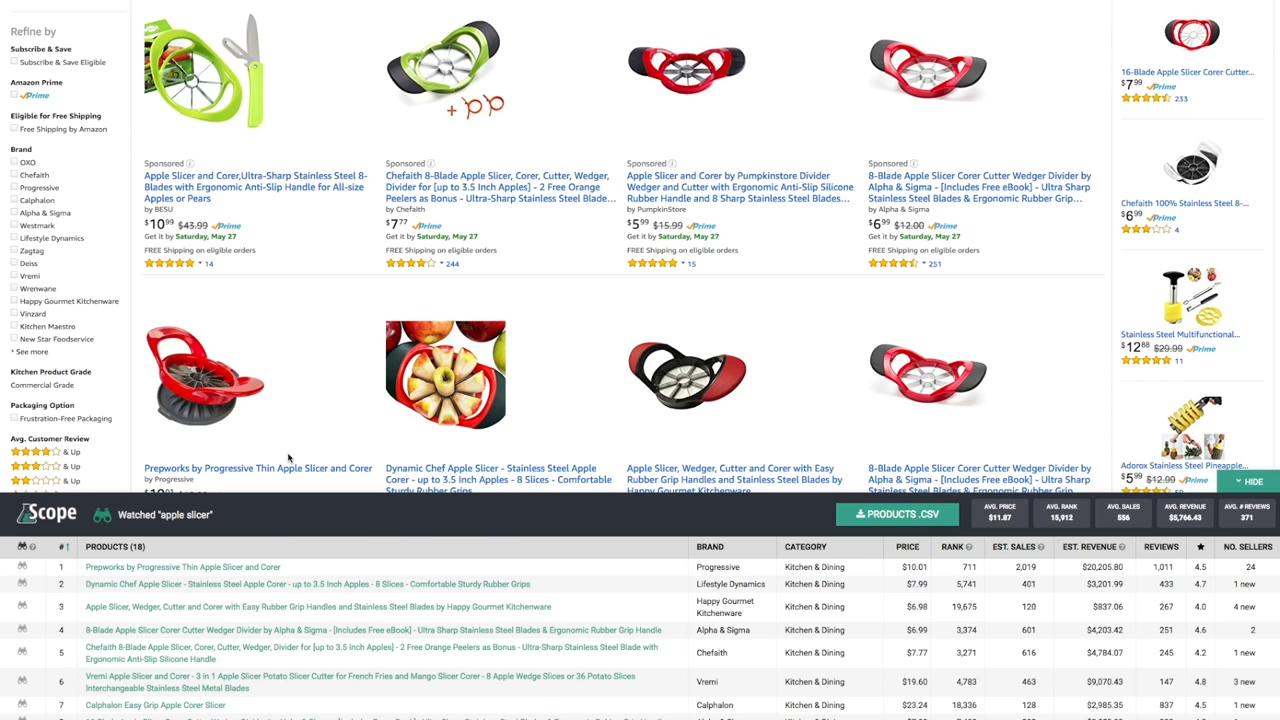 Refine by
Subscribe & Save
Subscribe & Save Eligible
Amazon Prime
Prime
Eligible for Free Shipping
Free Shipping by Amazon
Brand
OXO
Chefaith
Progressive
Calphalon
Alpha & Sigma
Westmark
Lifestyle Dynamics
Zagtag
Deiss
Vremi
Wrenwane
Happy Gourmet Kitchenware
Vinzard
Kitchen Maestro
New Star Foodservice
See more
Kitchen Product Grade
Commercial Grade
Packaging Option
Frustration-Free Packaging
Avg. Customer Review
& Up
& Up
& Up
Sponsored
Apple Slicer and Corer,Ultra-Sharp Stainless Steel 8-
Blades with Ergonomic Anti-Slip Handle for All-size
Apples or Pears
by BESU
$10 99 $43.99 Prime
Get it by Saturday, May 27
FREE Shipping on eligible orders
14
Sponsored
Chefaith 8-Blade Apple Slicer, Corer, Cutter, Wedger,
Divider for [up to 3.5 Inch Apples] - 2 Free Orange
Peelers as Bonus - Ultra-Sharp Stainless Steel Blade...
by Chefaith
$7 77 Prime
Get it by Saturday, May 27
FREE Shipping on eligible orders
244
Sponsored
Apple Slicer and Corer by Pumpkinstore Divider
Wedger and Cutter with Ergonomic Anti-Slip Silicone
Rubber Handle and 8 Sharp Stainless Steel Blades...
by PumpkinStore
$5 99 $15.99 Prime
Get it by Saturday, May 27
FREE Shipping on eligible orders
15
Sponsored
8-Blade Apple Slicer Corer Cutter Wedger Divider by
Alpha & Sigma - [Includes Free eBook] - Ultra Sharp
Stainless Steel Blades & Ergonomic Rubber Grip...
by Alpha & Sigma
$6 99 $12.00 Prime
Get it by Saturday, May 27
FREE Shipping on eligible orders
251
Prepworks by Progressive Thin Apple Slicer and Corer
by Progressive
Dynamic Chef Apple Slicer - Stainless Steel Apple
Corer - up to 3.5 Inch Apples - 8 Slices - Comfortable
Sturdy Rubber Grips
Apple Slicer, Wedger, Cutter and Corer with Easy
Rubber Grip Handles and Stainless Steel Blades by
Happy Gourmet Kitchenware
8-Blade Apple Slicer Corer Cutter Wedger Divider by
Alpha & Sigma - [Includes Free eBook] - Ultra Sharp
Stainless Steel Blades & Ergonomic Rubber Grip
16-Blade Apple Slicer Corer Cutter...
$7 99 Prime
233
Chefaith 100% Stainless Steel 8-...
$6 99 Prime
4
Stainless Steel Multifunctional...
$12 88 $29.99 Prime
11
Adorox Stainless Steel Pineapple...
$5 99 $12.99 Prime
HIDE
Scope
Watched "apple slicer"
PRODUCTS .CSV
AVG. PRICE
$11.87
AVG. RANK
15,912
AVG. SALES
556
AVG. REVENUE
$5,766.43
AVG. # REVIEWS
371
# PRODUCTS (18) BRAND CATEGORY PRICE RANK EST. SALES EST. REVENUE REVIEWS NO. SELLERS
1 Prepworks by Progressive Thin Apple Slicer and Corer Progressive Kitchen & Dining $10.01 711 2,019 $20,205.80 1,011 4.5 24
2 Dynamic Chef Apple Slicer - Stainless Steel Apple Corer - up to 3.5 Inch Apples - 8 Slices - Comfortable Sturdy Rubber Grips Lifestyle Dynamics Kitchen & Dining $7.99 5,741 401 $3,201.99 433 4.7 1 new
3 Apple Slicer, Wedger, Cutter and Corer with Easy Rubber Grip Handles and Stainless Steel Blades by Happy Gourmet Kitchenware Happy Gourmet Kitchenware Kitchen & Dining $6.98 19,675 120 $837.06 267 4.0 4 new
4 8-Blade Apple Slicer Corer Cutter Wedger Divider by Alpha & Sigma - [Includes Free eBook] - Ultra Sharp Stainless Steel Blades & Ergonomic Rubber Grip Handle Alpha & Sigma Kitchen & Dining $6.99 3,374 601 $4,203.42 251 4.6 2
5 Chefaith 8-Blade Apple Slicer, Corer, Cutter, Wedger, Divider for [up to 3.5 Inch Apples] - 2 Free Orange Peelers as Bonus - Ultra-Sharp Stainless Steel Blade with
Ergonomic Anti-Slip Silicone Handle Chefaith Kitchen & Dining $7.77 3,271 616 $4,784.07 245 4.2 1 new
6 Vremi Apple Slicer and Corer - 3 in 1 Apple Slicer Potato Slicer Cutter for French Fries and Mango Slicer Corer - 8 Apple Wedge Slices or 36 Potato Slices
Interchangeable Stainless Steel Metal Blades Vremi Kitchen & Dining $19.60 4,783 463 $9,070.43 147 4.8 3 new
7 Calphalon Easy Grip Apple Corer Slicer Calphalon Kitchen & Dining $23.24 18,336 128 $2,985.35 837 4.5 1 new